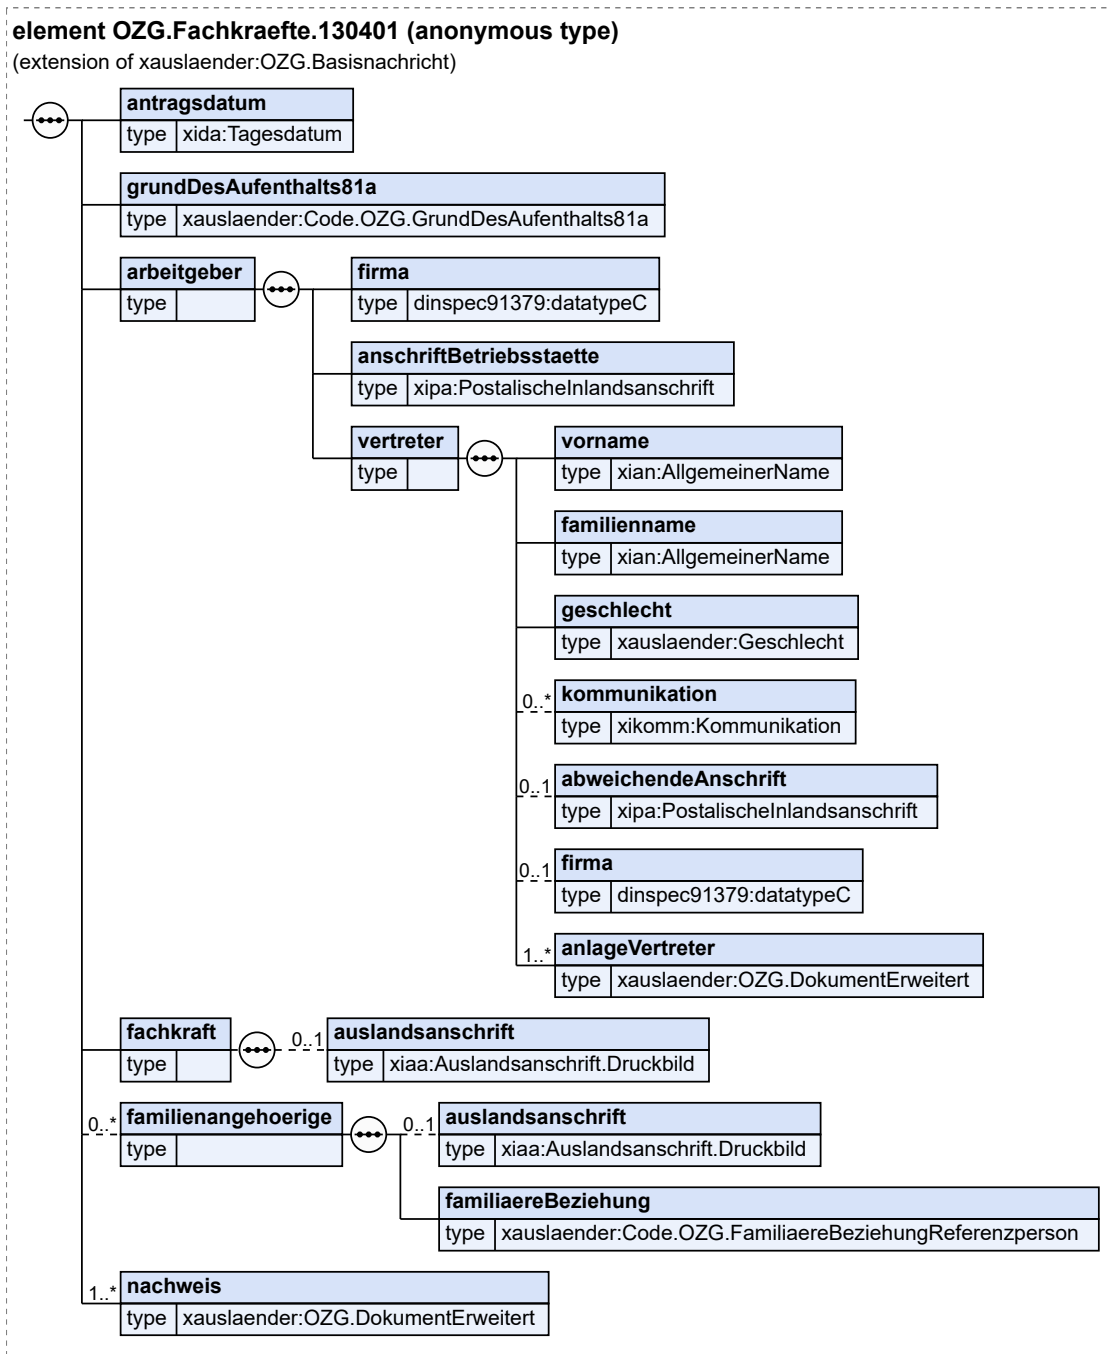 element OZG.Fachkraefte.130401 (anonymous type)
(extension of xauslaender:OZG.Basisnachricht)
antragsdatum
type xida:Tagesdatum
grundDesAufenthalts81a
type xauslaender:Code.OZG.GrundDesAufenthalts81a
arbeitgeber
type
firma
type dinspec91379:datatypeC
anschriftBetriebsstaette
type xipa:PostalischeInlandsanschrift
vertreter
type
vorname
type xian:AllgemeinerName
familienname
type xian:AllgemeinerName
geschlecht
type xauslaender:Geschlecht
0..* kommunikation
type xikomm:Kommunikation
0..1 abweichendeAnschrift
type xipa:PostalischeInlandsanschrift
0..1 firma
type dinspec91379:datatypeC
1..* anlageVertreter
type xauslaender:OZG.DokumentErweitert
fachkraft
type
0..1 auslandsanschrift
type xiaa:Auslandsanschrift.Druckbild
0..* familienangehoerige
type
0..1 auslandsanschrift
type xiaa:Auslandsanschrift.Druckbild
familiaereBeziehung
type xauslaender:Code.OZG.FamiliaereBeziehungReferenzperson
1..* nachweis
type xauslaender:OZG.DokumentErweitert